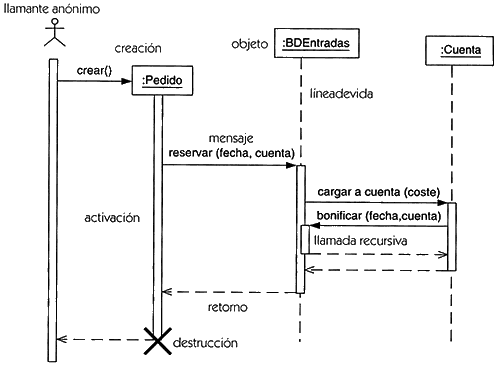 llamante anónimo
creación
objeto
:BDEntradas
:Cuenta
crear()
:Pedido
líneadevida
mensaje
reservar (fecha, cuenta)
cargar a cuenta (coste)
activación
bonificar (fecha,cuenta)
llamada recursiva
retorno
destrucción